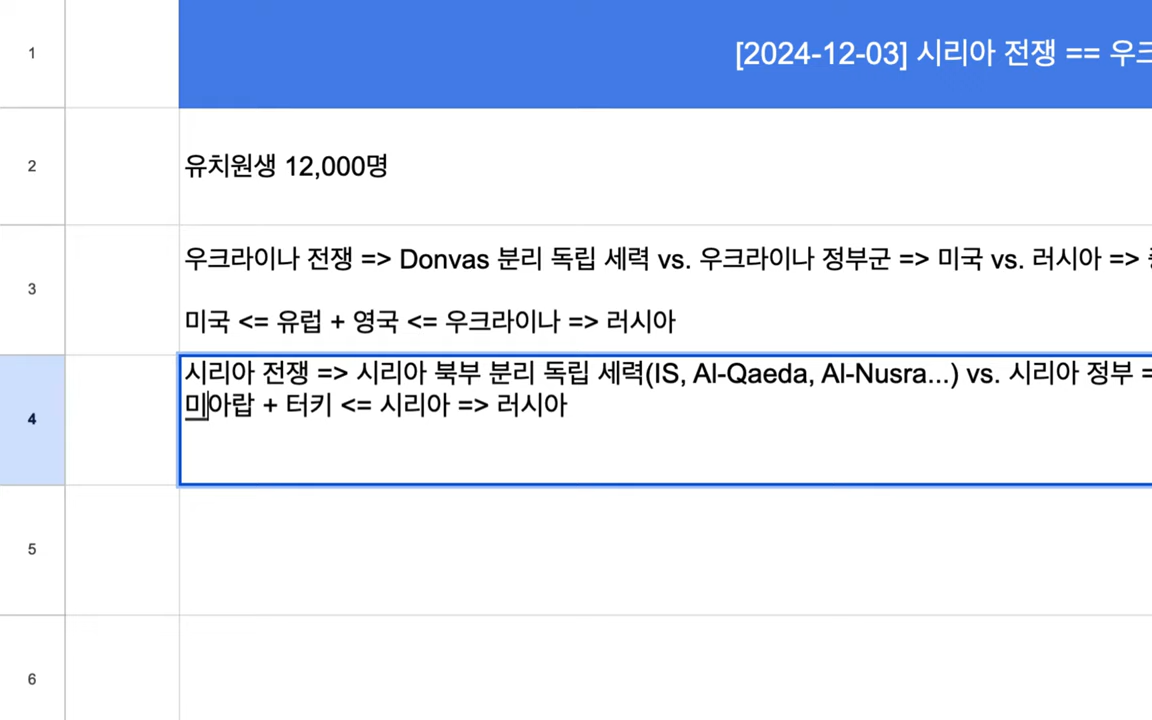 1
[2024-12-03] 시리아 전쟁 == 우크
2
유치원생 12,000명
3
우크라이나 전쟁 => Donvas 분리 독립 세력 vs. 우크라이나 정부군 => 미국 vs. 러시아 =>
미국 <= 유럽 + 영국 <= 우크라이나 => 러시아
4
시리아 전쟁 => 시리아 북부 분리 독립 세력(IS, Al-Qaeda, Al-Nusra...) vs. 시리아 정부 =
미아랍 + 터키 <= 시리아 => 러시아
5
6